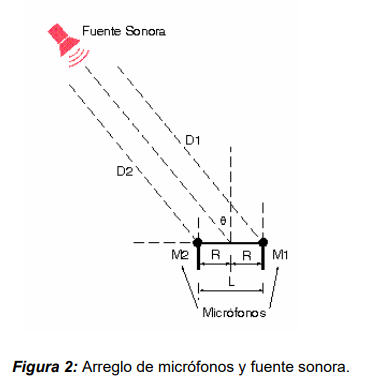 Fuente Sonora
D1
D2
θ
M2 R R M1
L
Micrófonos
Figura 2: Arreglo de micrófonos y fuente sonora.